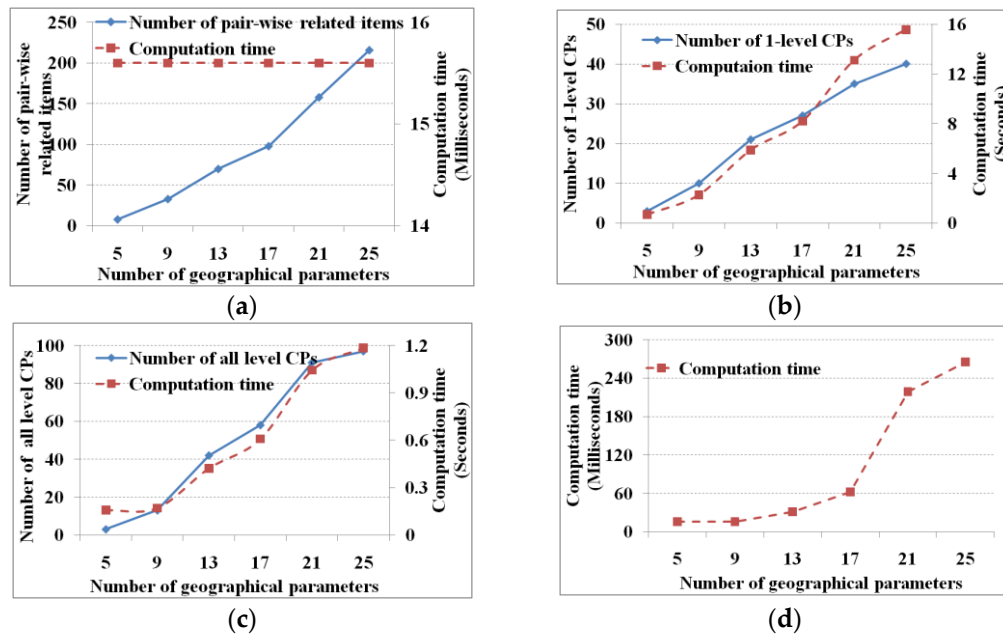 250
200
150
100
50
0
Number of pair-wise
related items
Number of pair-wise related items
Computation time
16
15
14
Computation time
(Milliseconds)
5 9 13 17 21 25
Number of geographical parameters
(a)
50
40
30
20
10
0
Number of 1-level CPs
Number of 1-level CPs
Computaion time
16
12
8
4
0
Computation time
(Seconds)
5 9 13 17 21 25
Number of geographical parameters
(b)
100
80
60
40
20
0
Number of all level CPs
Number of all level CPs
Computation time
1.2
0.9
0.6
0.3
0
Computation time
(Seconds)
5 9 13 17 21 25
Number of geographical parameters
(c)
300
240
180
120
60
0
Computation time
(Milliseconds)
Computation time
5 9 13 17 21 25
Number of geographical parameters
(d)